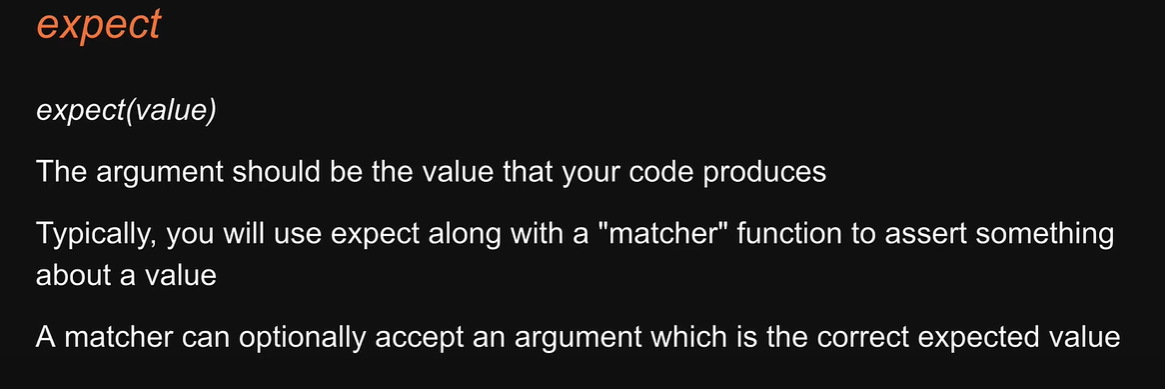 expect
expect(value)
The argument should be the value that your code produces
Typically, you will use expect along with a "matcher" function to assert something
about a value
A matcher can optionally accept an argument which is the correct expected value